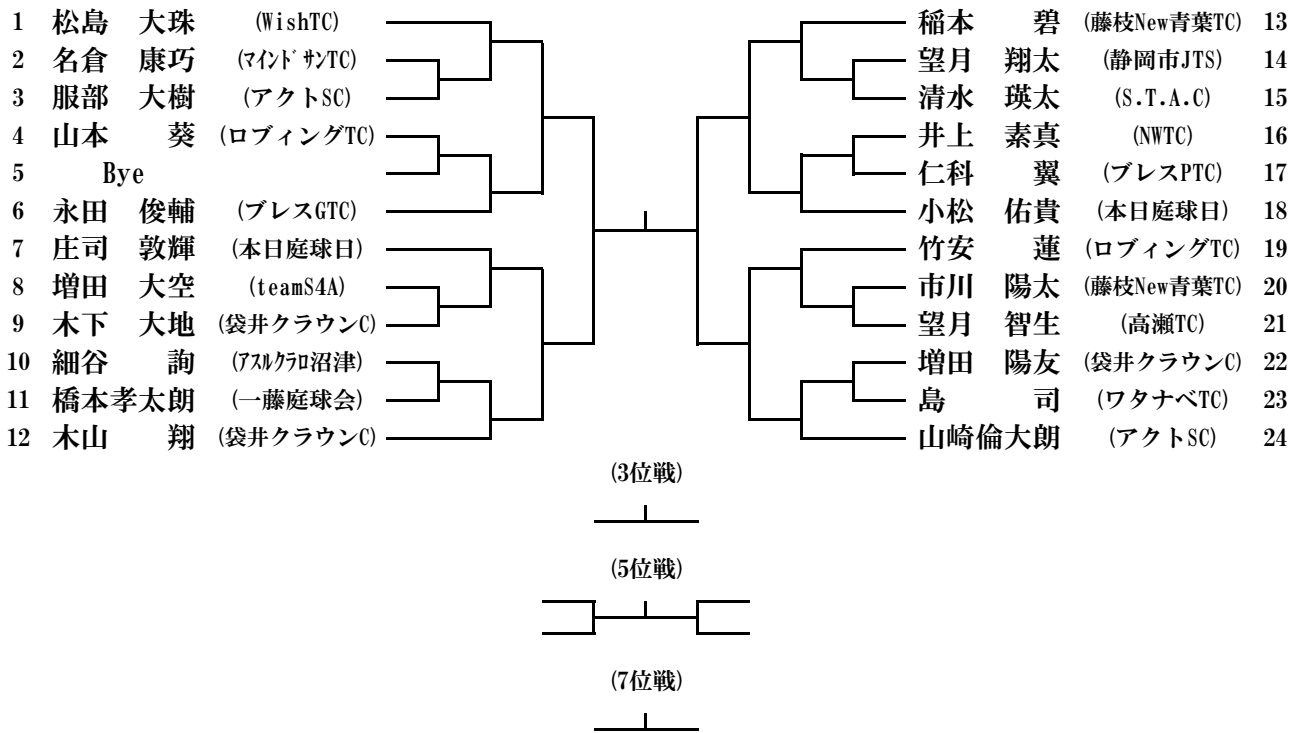 1 松島 大珠 (WishTC)
2 名倉 康巧 (マインドサンTC)
3 服部 大樹 (アクトSC)
4 山本 葵 (ロブィングTC)
5 Bye
6 永田 俊輔 (ブレスGTC)
7 庄司 敦輝 (本日庭球日)
8 増田 大空 (teamS4A)
9 木下 大地 (袋井クラウンC)
10 細谷 詢 (アスルクラロ沼津)
11 橋本孝太朗 (一藤庭球会)
12 木山 翔 (袋井クラウンC)
稲本 碧 (藤枝New青葉TC) 13
望月 翔太 (静岡市JTS) 14
清水 瑛太 (S.T.A.C) 15
井上 素真 (NWTC) 16
仁科 翼 (ブレスPTC) 17
小松 佑貴 (本日庭球日) 18
竹安 蓮 (ロブィングTC) 19
市川 陽太 (藤枝New青葉TC) 20
望月 智生 (高瀬TC) 21
増田 陽友 (袋井クラウンC) 22
島 司 (ワタナベTC) 23
山崎倫大朗 (アクトSC) 24
(3位戦)
(5位戦)
(7位戦)